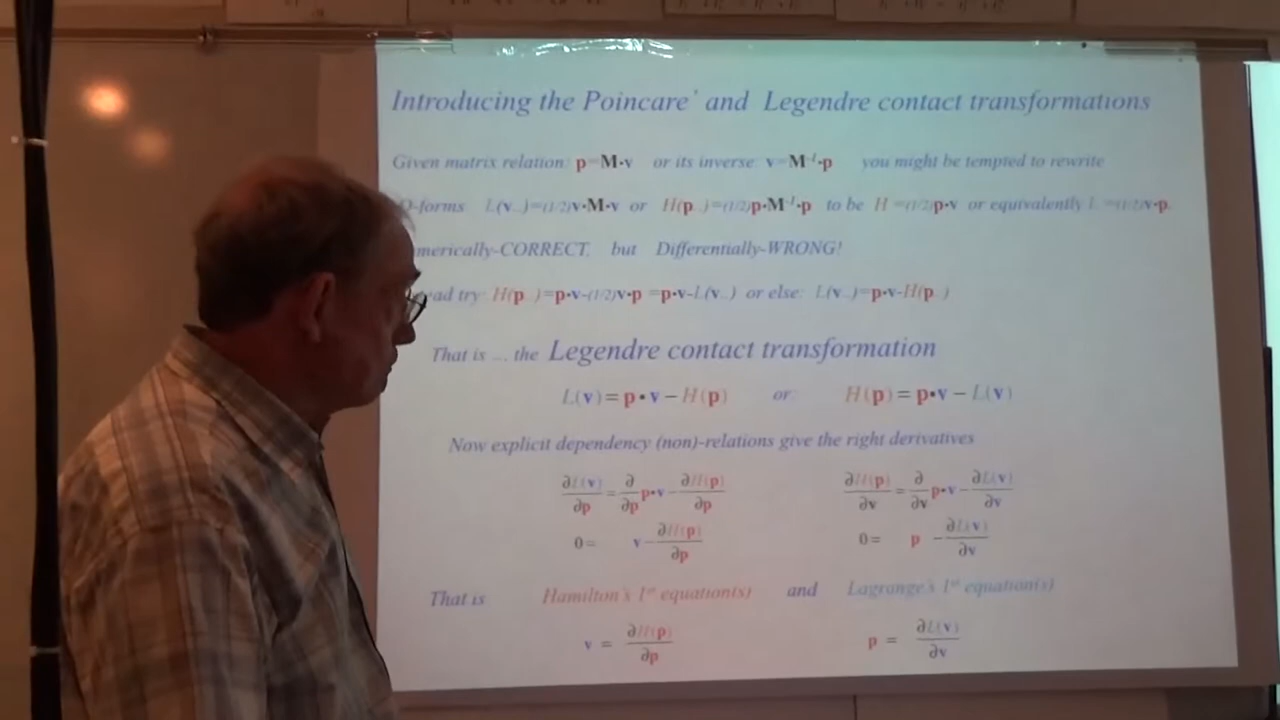 Introducing the Poincare' and Legendre contact transformations
Given matrix relation: p=M•v or its inverse: v=M⁻¹•p you might be tempted to rewrite
Q-forms L(v..)=(1/2)v•M•v or H(p..)=(1/2)p•M⁻¹•p to be H =(1/2)p•v or equivalently L =(1/2)v•p.
merically-CORRECT, but Differentially-WRONG!
ead try: H(p..)=p•v-(1/2)v•p =p•v-L(v..) or else: L(v..)=p•v-H(p..)
That is ... the Legendre contact transformation
L(v) = p • v − H(p) or: H(p) = p•v − L(v)
Now explicit dependency (non)-relations give the right derivatives
∂L(v)/∂p = ∂/∂p p•v − ∂H(p)/∂p ∂H(p)/∂v = ∂/∂v p•v − ∂L(v)/∂v
0 = v − ∂H(p)/∂p 0 = p − ∂L(v)/∂v
That is Hamilton's 1st equation(s) and Lagrange's 1st equation(s)
v = ∂H(p)/∂p p = ∂L(v)/∂v